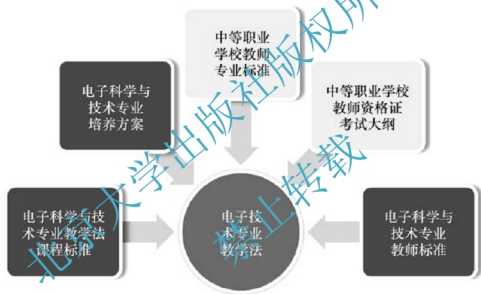 中等职业
学校教师
专业标准
电子科学与
技术专业
培养方案
中等职业学校
教师资格证
考试大纲
电子科学与技
术专业教学法
课程标准
电子技
术专业
教学法
电子科学与
技术专业
教师标准
北京大学出版社版权所
禁止转载